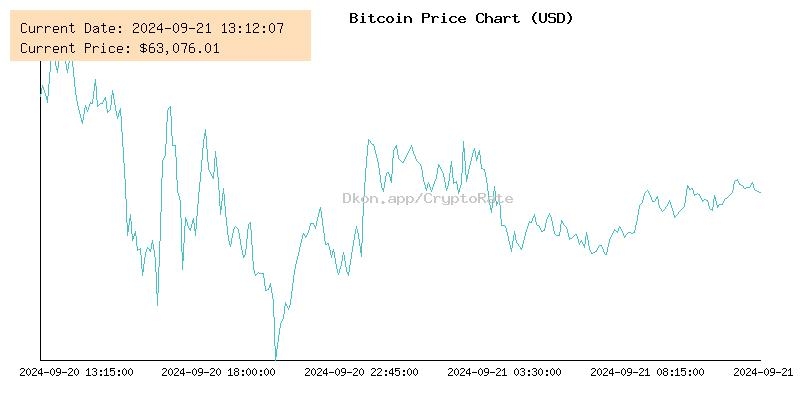 Bitcoin Price Chart (USD)
Current Date: 2024-09-21 13:12:07
Current Price: $63,076.01
Dkon.app/CryptoRate
2024-09-20 13:15:00
2024-09-20 18:00:00
2024-09-20 22:45:00
2024-09-21 03:30:00
2024-09-21 08:15:00
2024-09-21